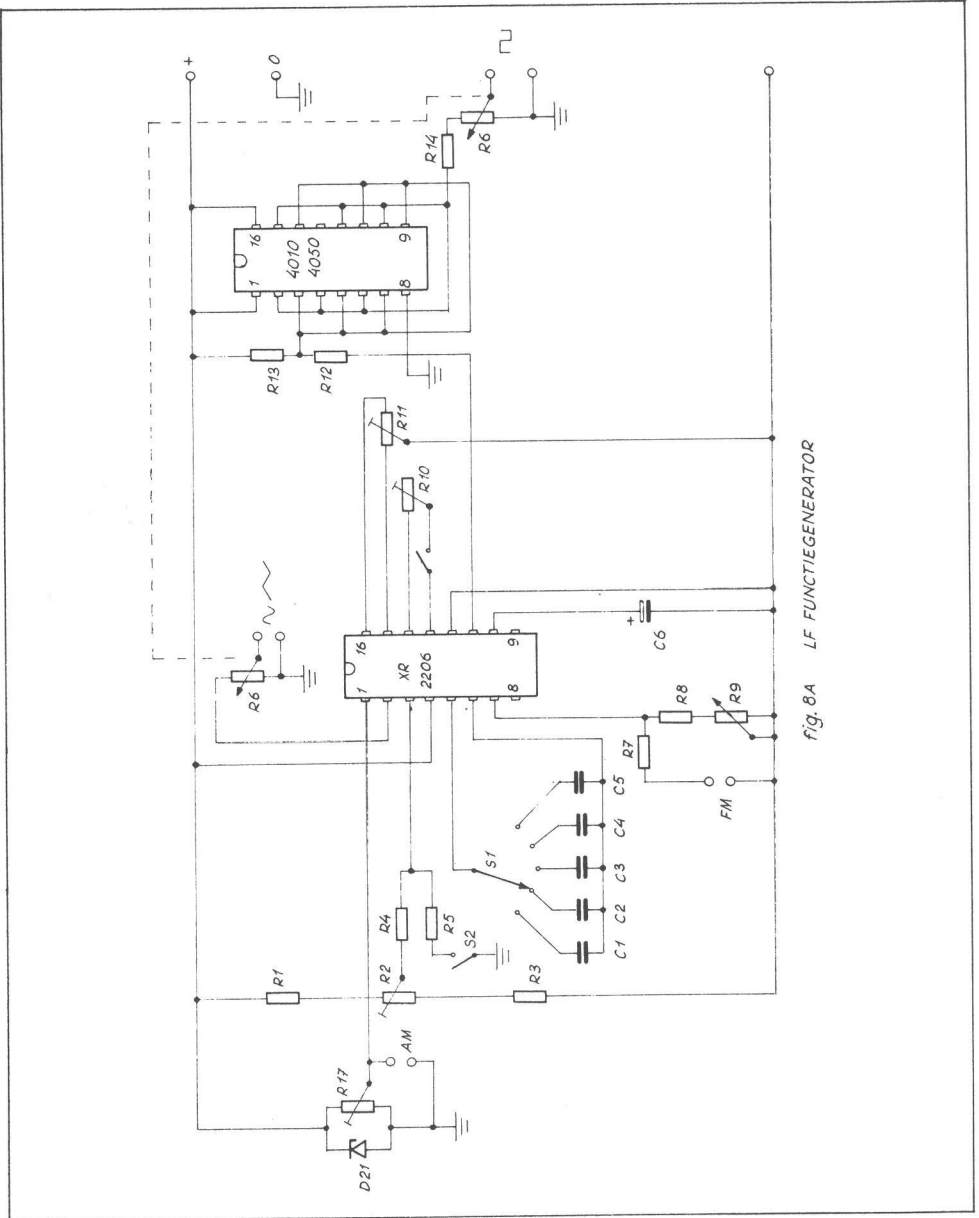 +
0
R14
R6
16
1
4010
4050
9
8
R13
R12
R11
R10
R6
16
1
XR
2206
9
8
+
C6
R8
R9
R7
FM
C5
C4
C3
C2
C1
S1
R4
R5
S2
R1
R2
R3
AM
R17
D21
fig. 8A LF FUNCTIEGENERATOR